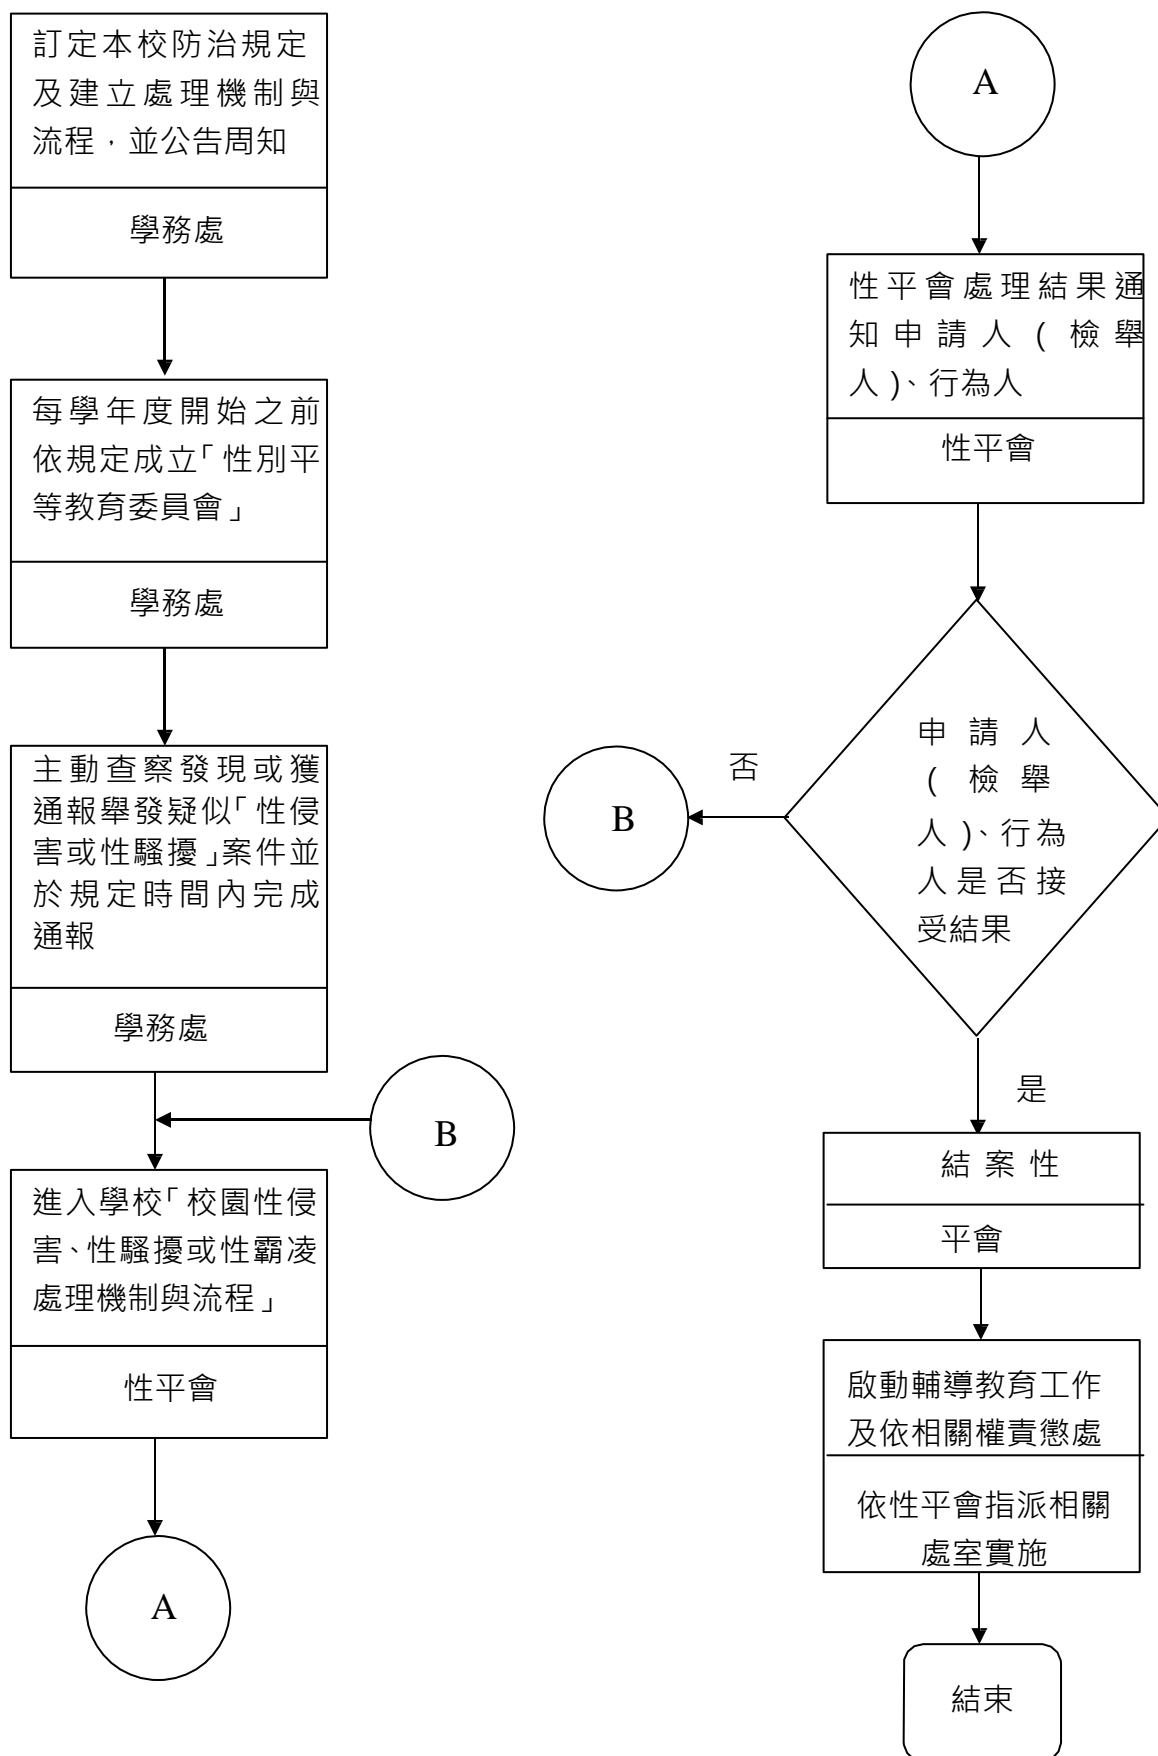 訂定本校防治規定
及建立處理機制與
流程，並公告周知
學務處
每學年度開始之前
依規定成立「性別平
等教育委員會」
學務處
主動查察發現或獲
通報舉發疑似「性侵
害或性騷擾」案件並
於規定時間內完成
通報
學務處
B
進入學校「校園性侵
害、性騷擾或性霸凌
處理機制與流程」
性平會
A
A
性平會處理結果通
知申請人(檢舉
人)、行為人
性平會
申請人
(檢舉
人)、行為
人是否接
受結果
否
B
是
結案性
平會
啟動輔導教育工作
及依相關權責懲處
依性平會指派相關
處室實施
結束